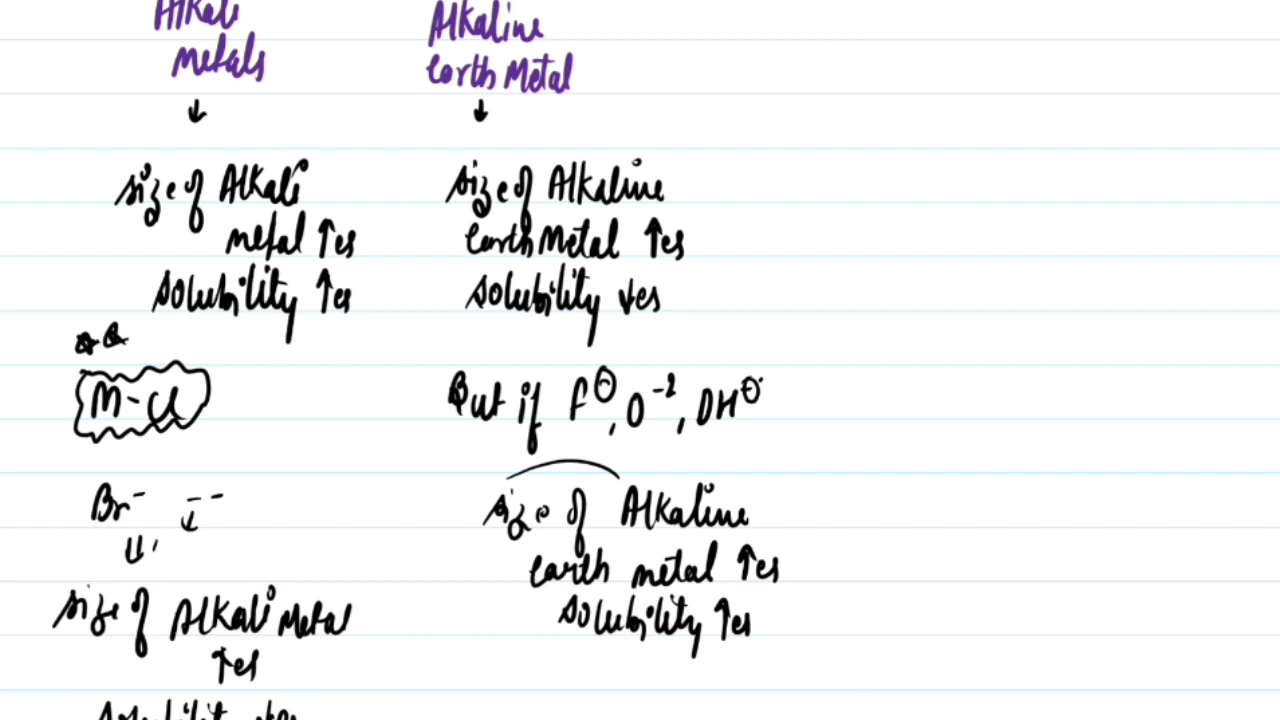 Alkali
Metals
↓
size of Alkali
metal ↑es
solubility ↑es
M-Cl
Br⁻ I⁻
size of Alkali Metal
↑es
solubility ↓es
Alkaline
Earth Metal
↓
size of Alkaline
Earth Metal ↑es
solubility ↓es
But if F⊖, O⁻², OH⊖
size of Alkaline
earth metal ↑es
solubility ↑es